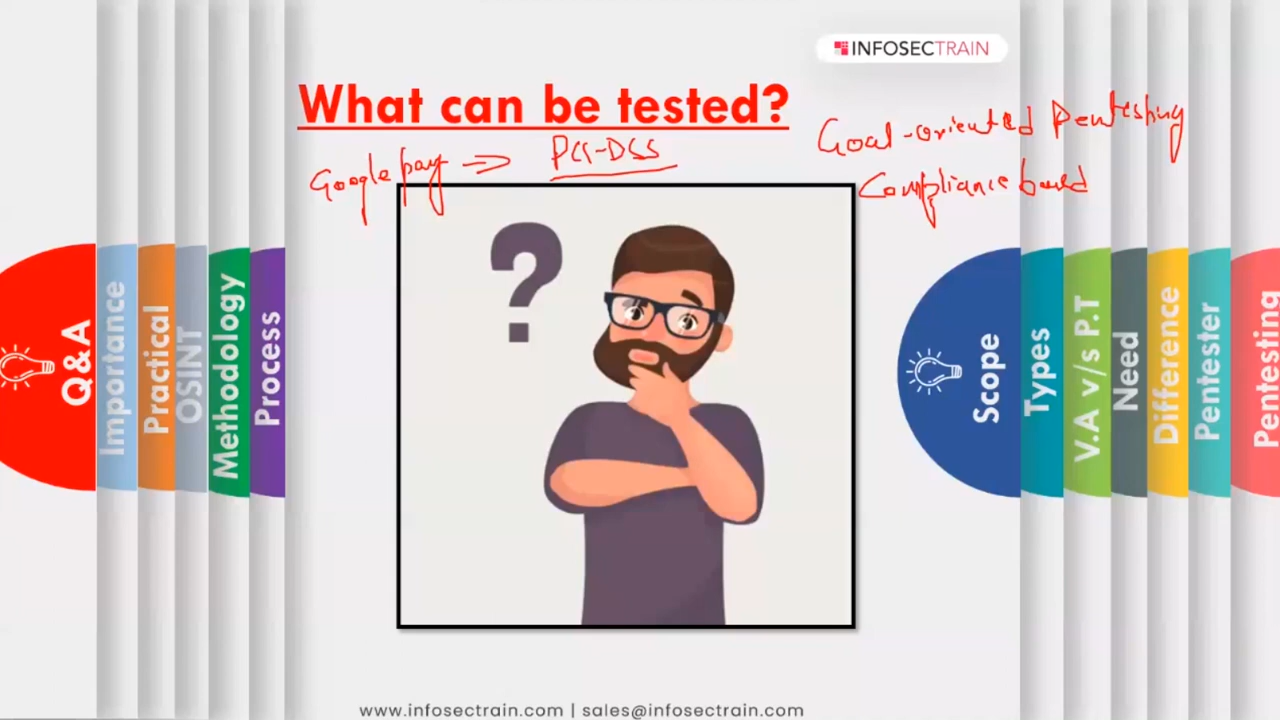 INFOSECTRAIN
What can be tested?
Goal-oriented Pentesting
Google pay → PCI-DSS
Compliance based
Q&A
Importance
Practical
OSINT
Methodology
Process
Scope
Types
V.A v/s P.T
Need
Difference
Pentester
Pentesting
?
www.infosectrain.com | sales@infosectrain.com